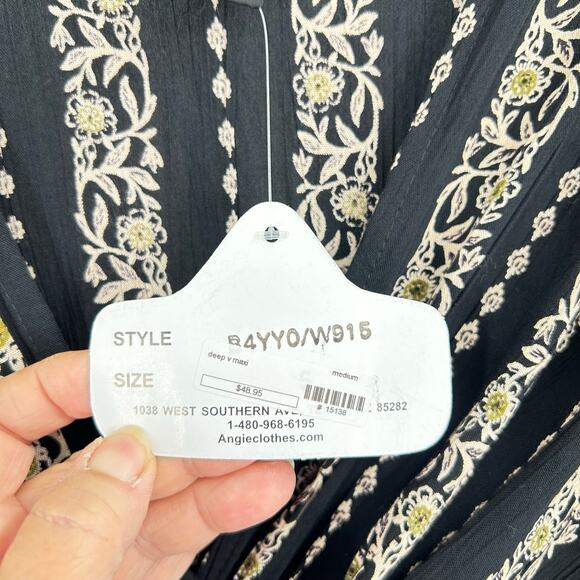 STYLE B4YY0/W915
deep v maxi
SIZE
medium
$48.95
# 15138
1038 WEST SOUTHERN AVE, 85282
1-480-968-6195
Angieclothes.com